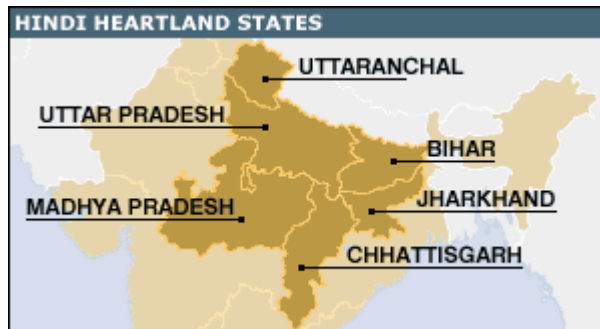 HINDI HEARTLAND STATES
UTTARANCHAL
UTTAR PRADESH
BIHAR
MADHYA PRADESH
JHARKHAND
CHHATTISGARH